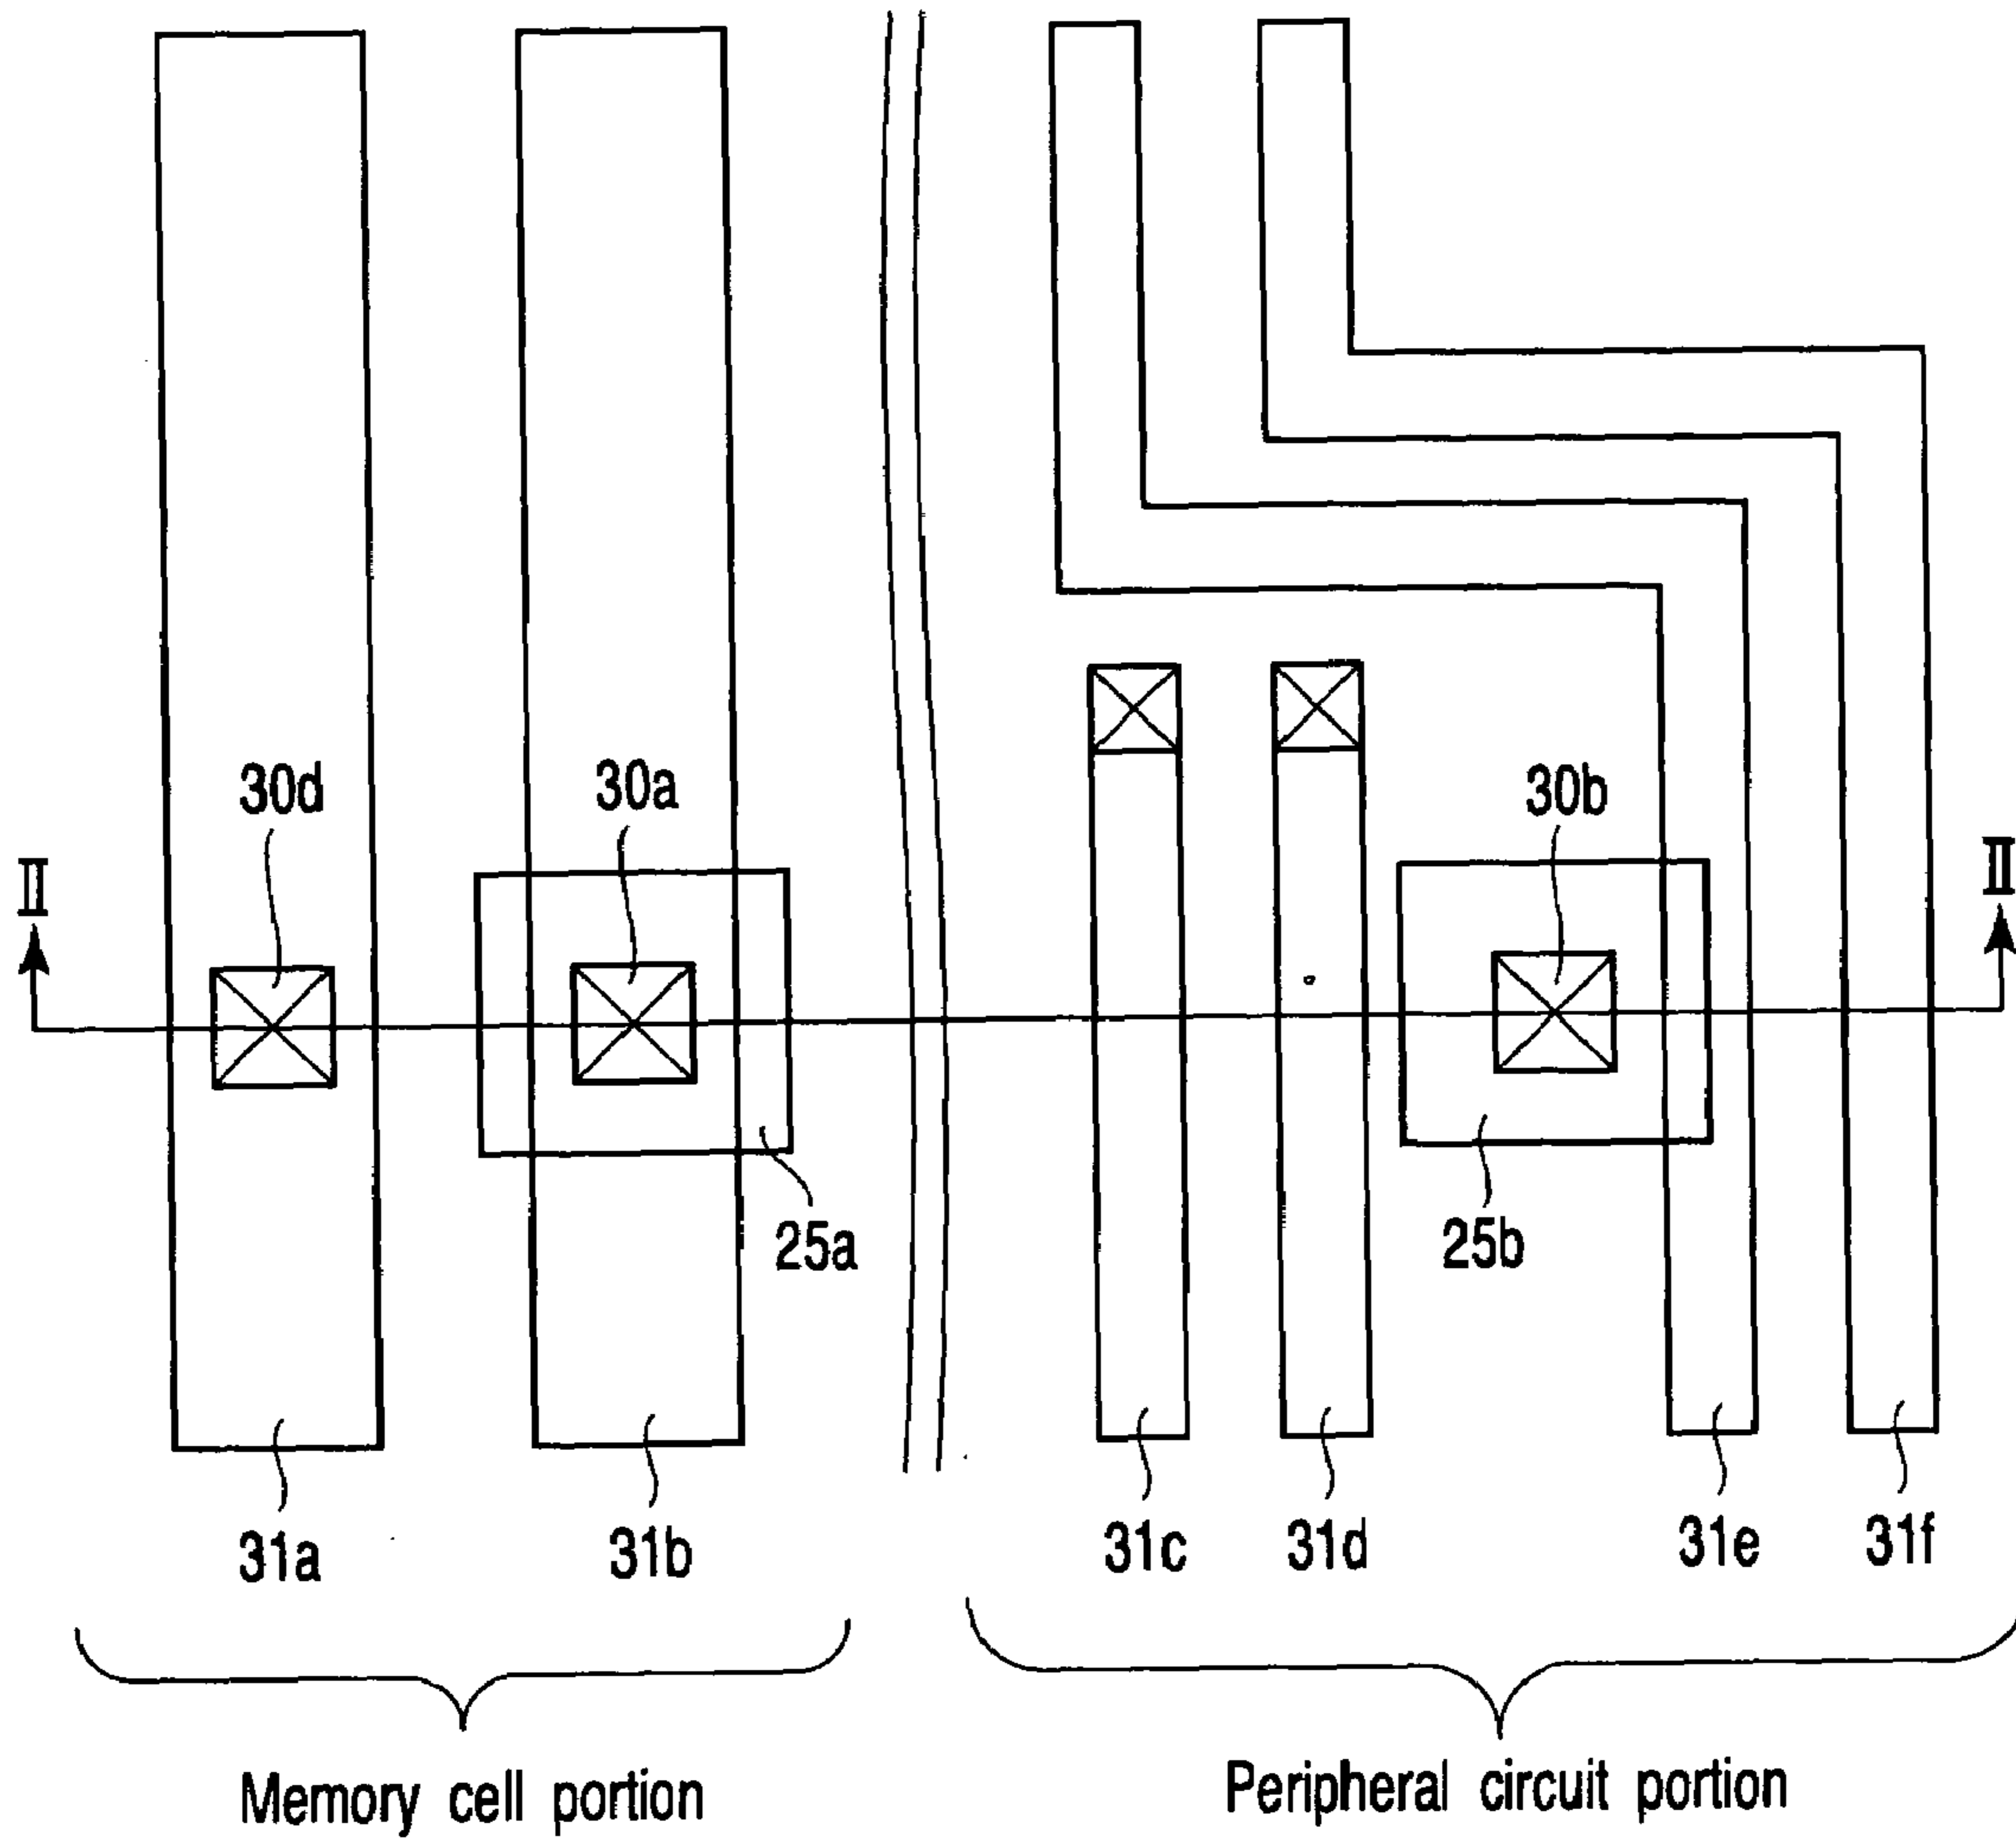 30d 30a 30b
II II
25a 25b
31a 31b 31c 31d 31e 31f
Memory cell portion Peripheral circuit portion